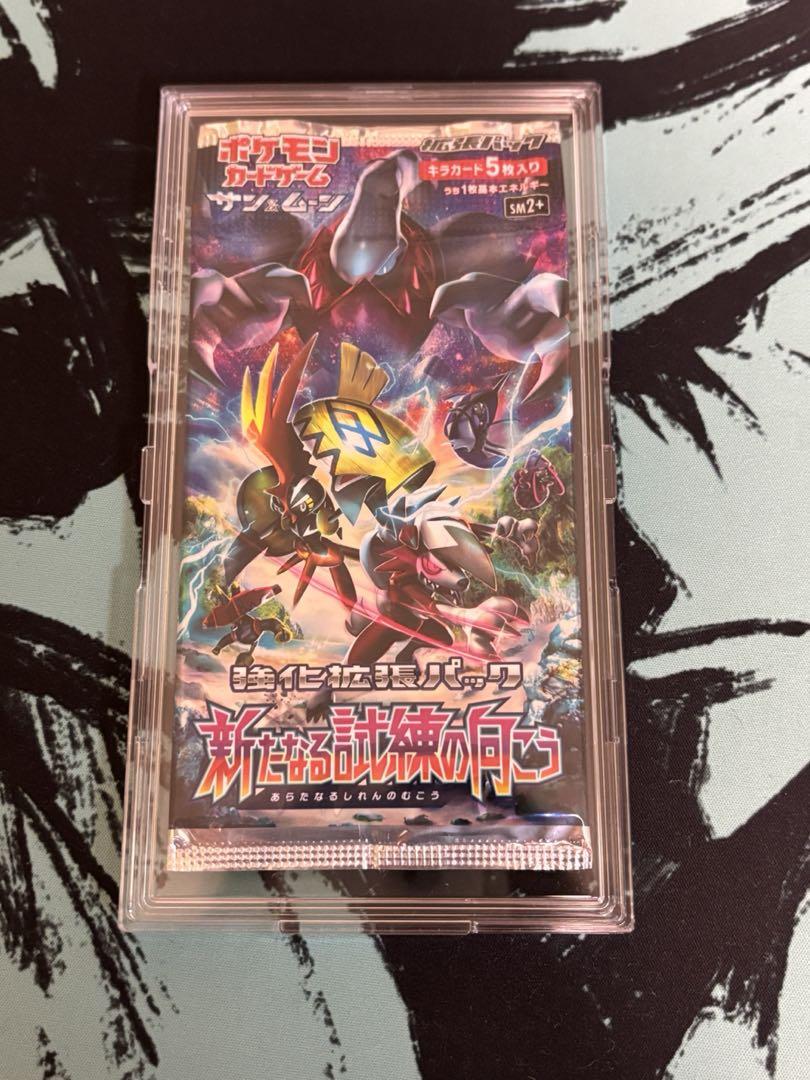 拡張パック
ポケモン
カードゲーム
サン&ムーン
キラカード5枚入り
うち1枚基本エネルギー
SM2+
強化拡張パック
新たなる試練の向こう
あらたなるしれんのむこう